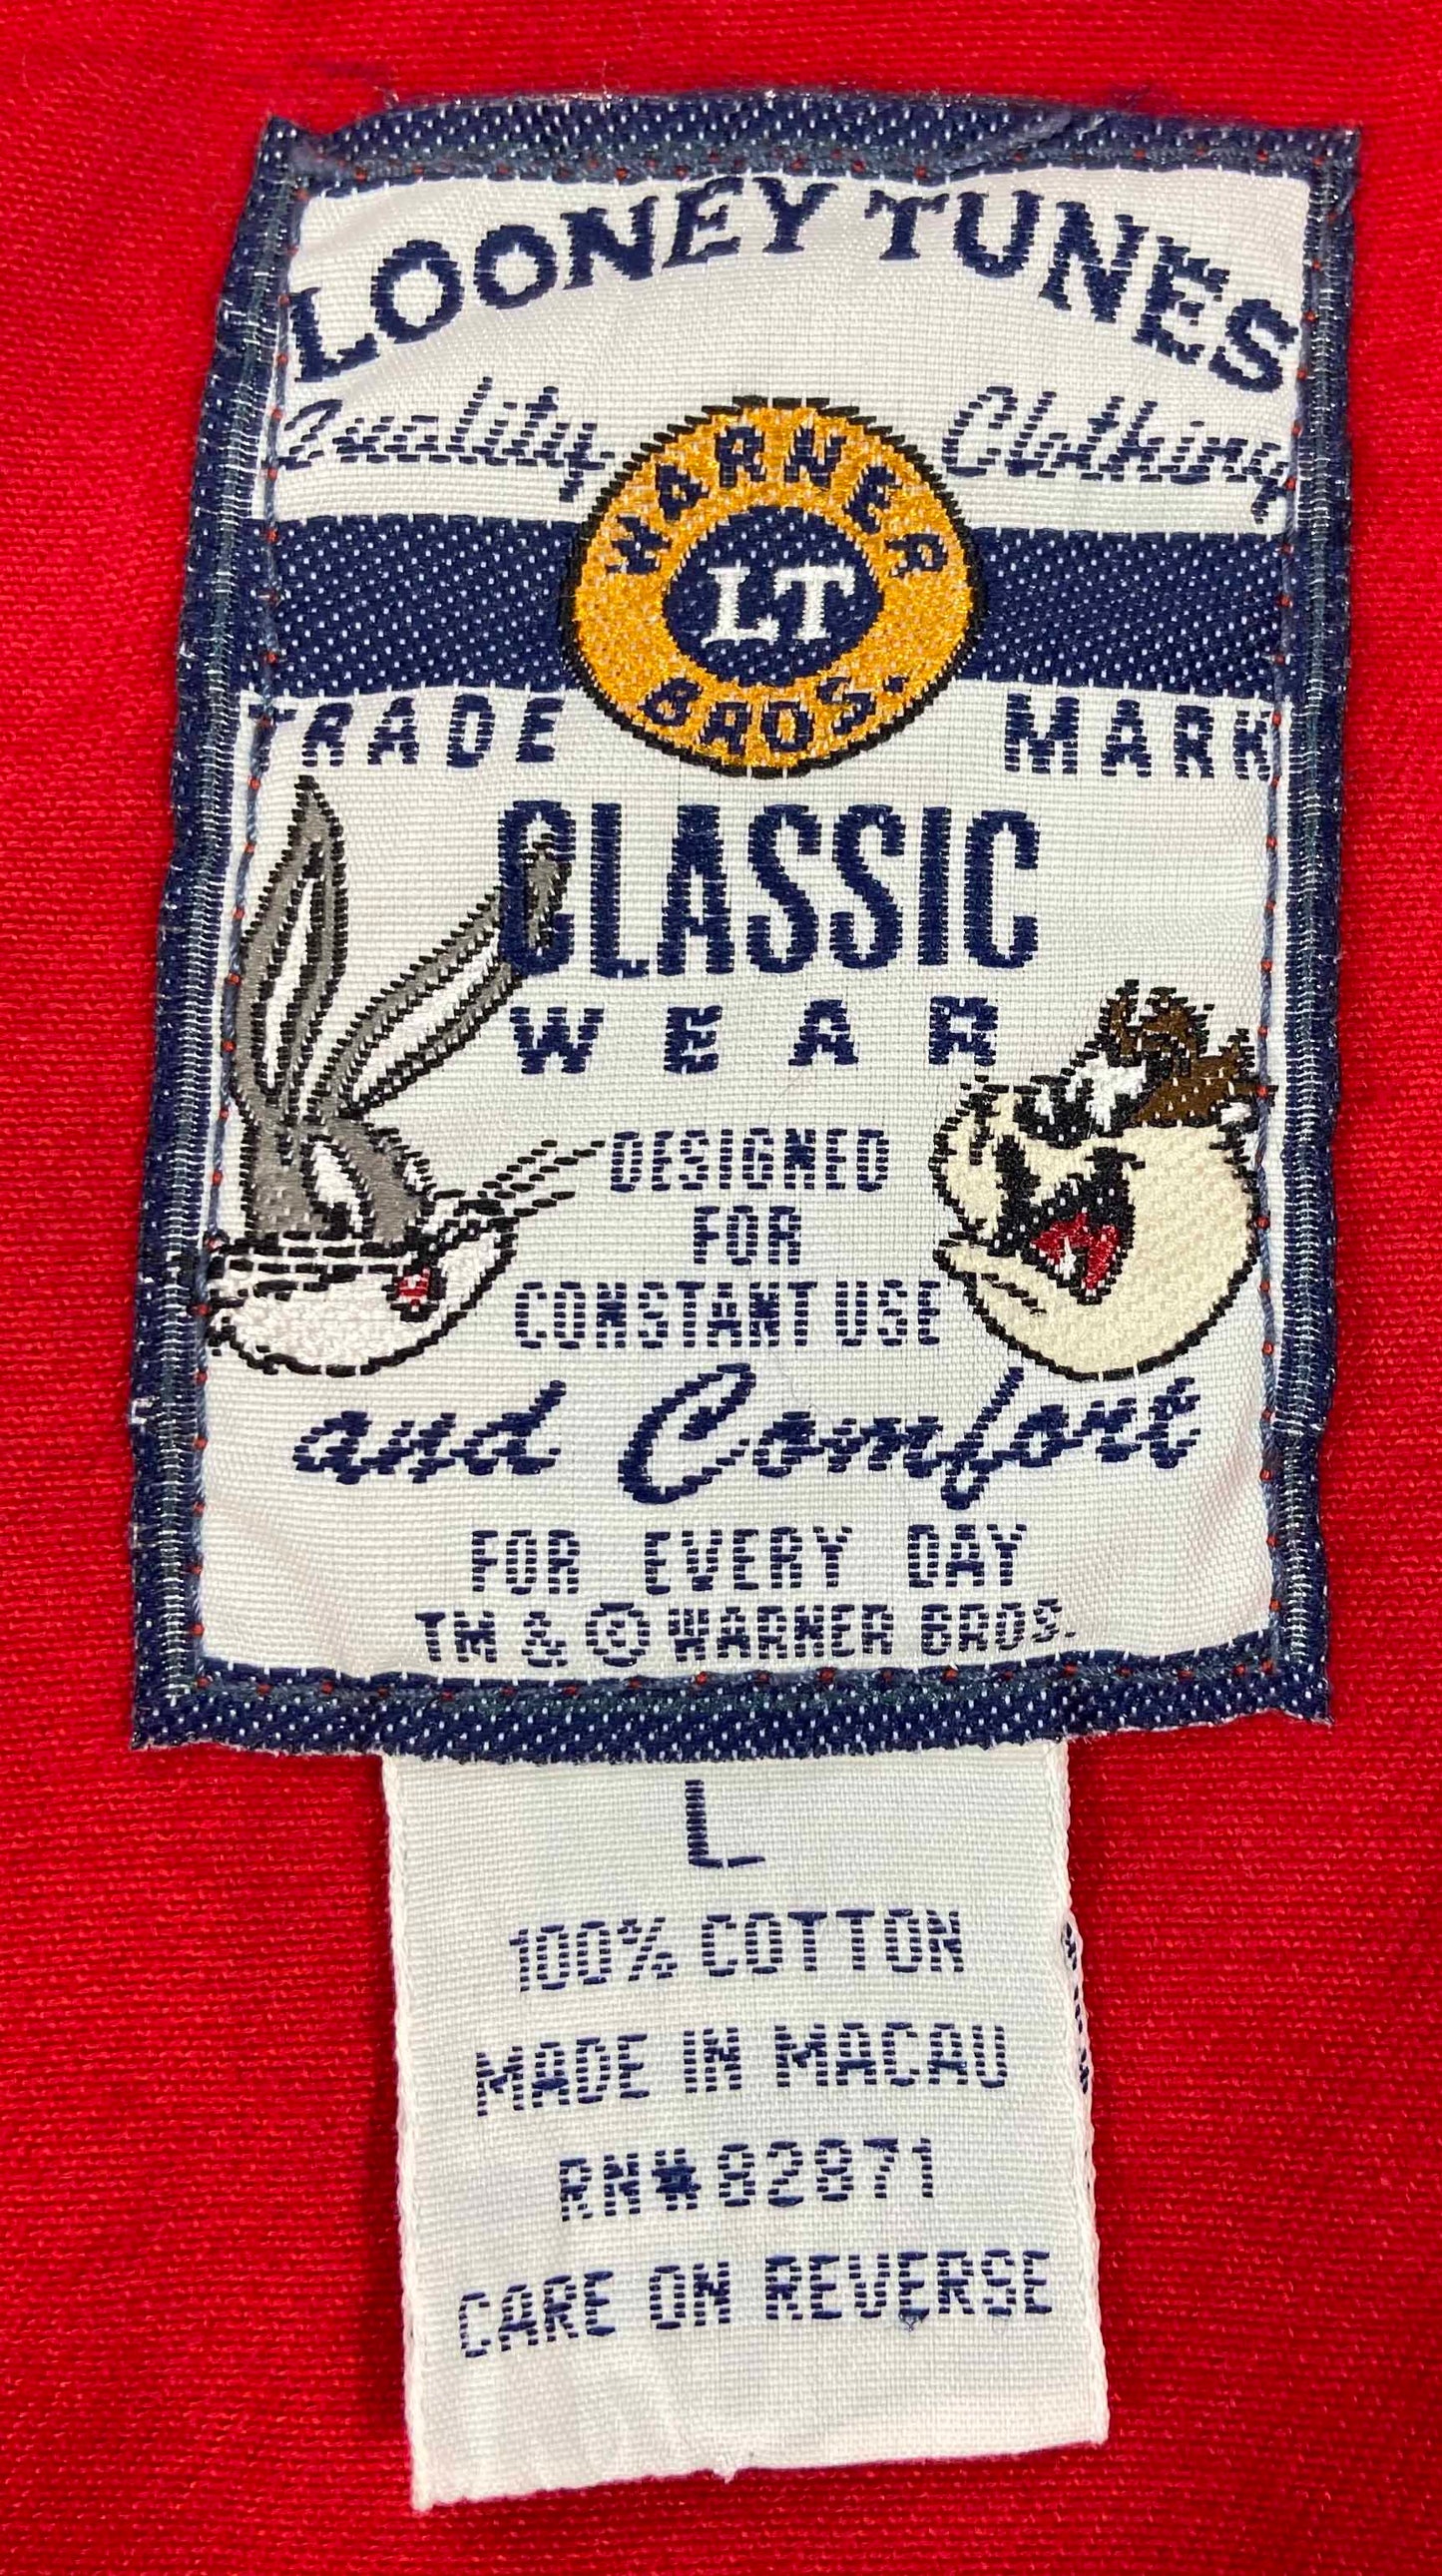 LOONEY TUNES
Quality Clothing
WARNER
LT
BROS.
TRADE MARK
CLASSIC
WEAR
DESIGNED
FOR
CONSTANT USE
and Comfort
FOR EVERY DAY
TM & © WARNER BROS.
L
100% COTTON
MADE IN MACAU
RN# 82871
CARE ON REVERSE